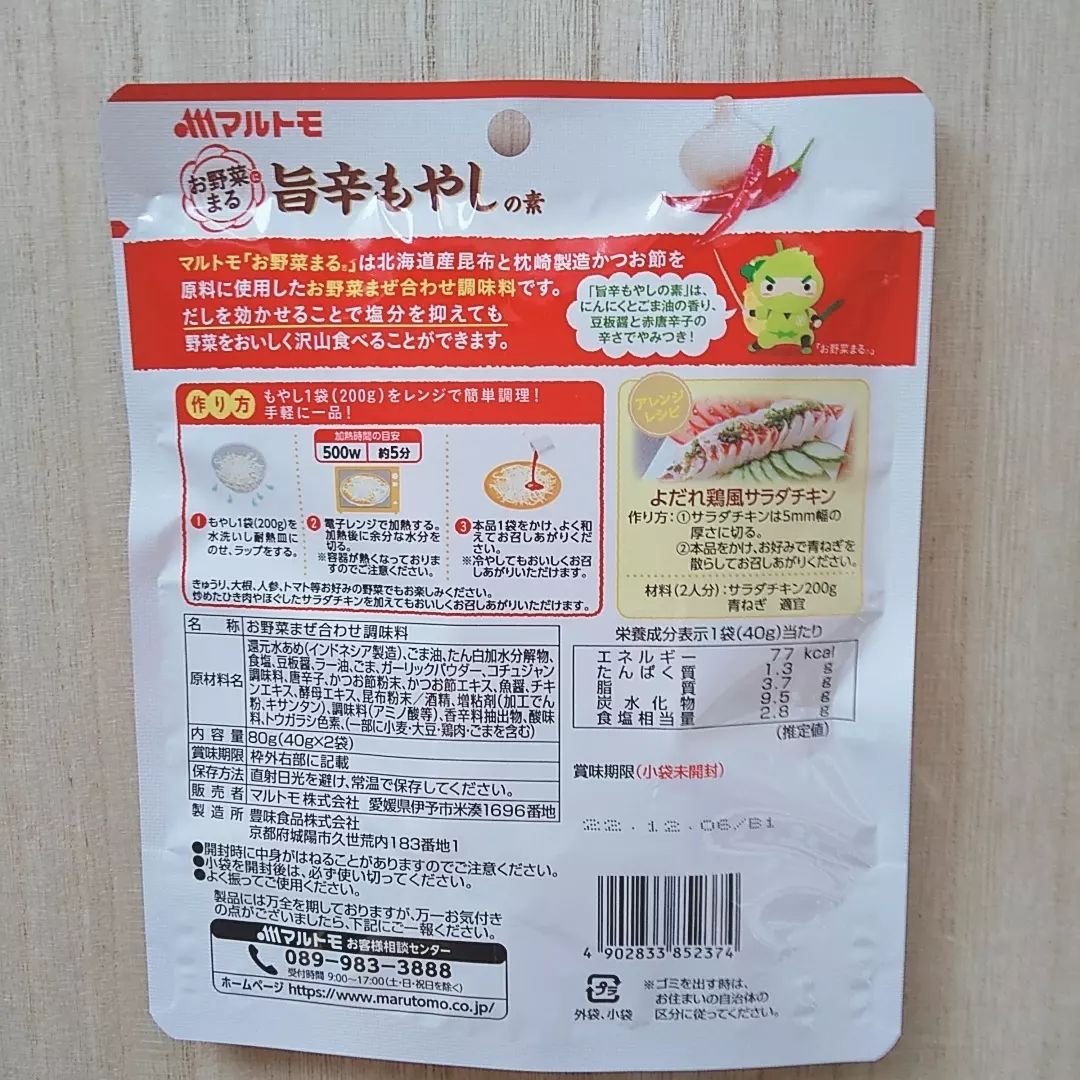 マルトモ
お野菜に
まる
旨辛もやしの素
マルトモ「お野菜まる®」は北海道産昆布と枕崎製造かつお節を
原料に使用したお野菜まぜ合わせ調味料です。
だしを効かせることで塩分を抑えても
野菜をおいしく沢山食べることができます。
「旨辛もやしの素」は、
にんにくとごま油の香り、
豆板醤と赤唐辛子の
辛さでやみつき!
「お野菜まる®」
作り方
もやし1袋(200g)をレンジで簡単調理!
手軽に一品!
1 もやし1袋(200g)を
水洗いし耐熱皿に
のせ、ラップをする。
加熱時間の目安
500w 約5分
2 電子レンジで加熱する。
加熱後に余分な水分を
切る。
※容器が熱くなっておりま
すのでご注意ください。
3 本品1袋をかけ、よく和
えてお召しあがりくだ
さい。
※冷やしてもおいしくお召
しあがりいただけます。
きゅうり、大根、人参、トマト等お好みの野菜でもお楽しみください。
炒めたひき肉やほぐしたサラダチキンを加えてもおいしくお召しあがりいただけます。
アレンジ
レシピ
よだれ鶏風サラダチキン
作り方:①サラダチキンは5mm幅の
厚さに切る。
②本品をかけ、お好みで青ねぎを
散らしてお召しあがりください。
材料(2人分):サラダチキン200g
青ねぎ 適宜
名称 お野菜まぜ合わせ調味料
原材料名 還元水あめ(インドネシア製造)、ごま油、たん白加水分解物、
食塩、豆板醤、ラー油、ごま、ガーリックパウダー、コチュジャン
調味料、唐辛子、かつお節粉末、かつお節エキス、魚醤、チキ
ンエキス、酵母エキス、昆布粉末/酒精、増粘剤(加工でん
粉、キサンタン)、調味料(アミノ酸等)、香辛料抽出物、酸味
料、トウガラシ色素、(一部に小麦・大豆・鶏肉・ごまを含む)
内容量 80g(40g×2袋)
賞味期限 枠外右部に記載
保存方法 直射日光を避け、常温で保存してください。
販売者 マルトモ株式会社 愛媛県伊予市米湊1696番地
製造所 豊味食品株式会社
京都府城陽市久世荒内183番地1
栄養成分表示1袋(40g)当たり
エネルギー 77 kcal
たんぱく質 1.3 g
脂質 3.7 g
炭水化物 9.5 g
食塩相当量 2.8 g
(推定値)
賞味期限(小袋未開封)
22.12.06/B1
●開封時に中身がはねることがありますのでご注意ください。
●小袋を開封後は、必ず使い切ってください。
●よく振ってご使用ください。
製品には万全を期しておりますが、万一お気付き
の点がございましたら、下記にご一報ください。
マルトモ お客様相談センター
089-983-3888
受付時間 9:00~17:00(土・日・祝日を除く)
ホームページ https://www.marutomo.co.jp/
4 902833 852374
プラ
外袋、小袋
※ゴミを出す時は、
お住まいの自治体の
区分に従ってください。